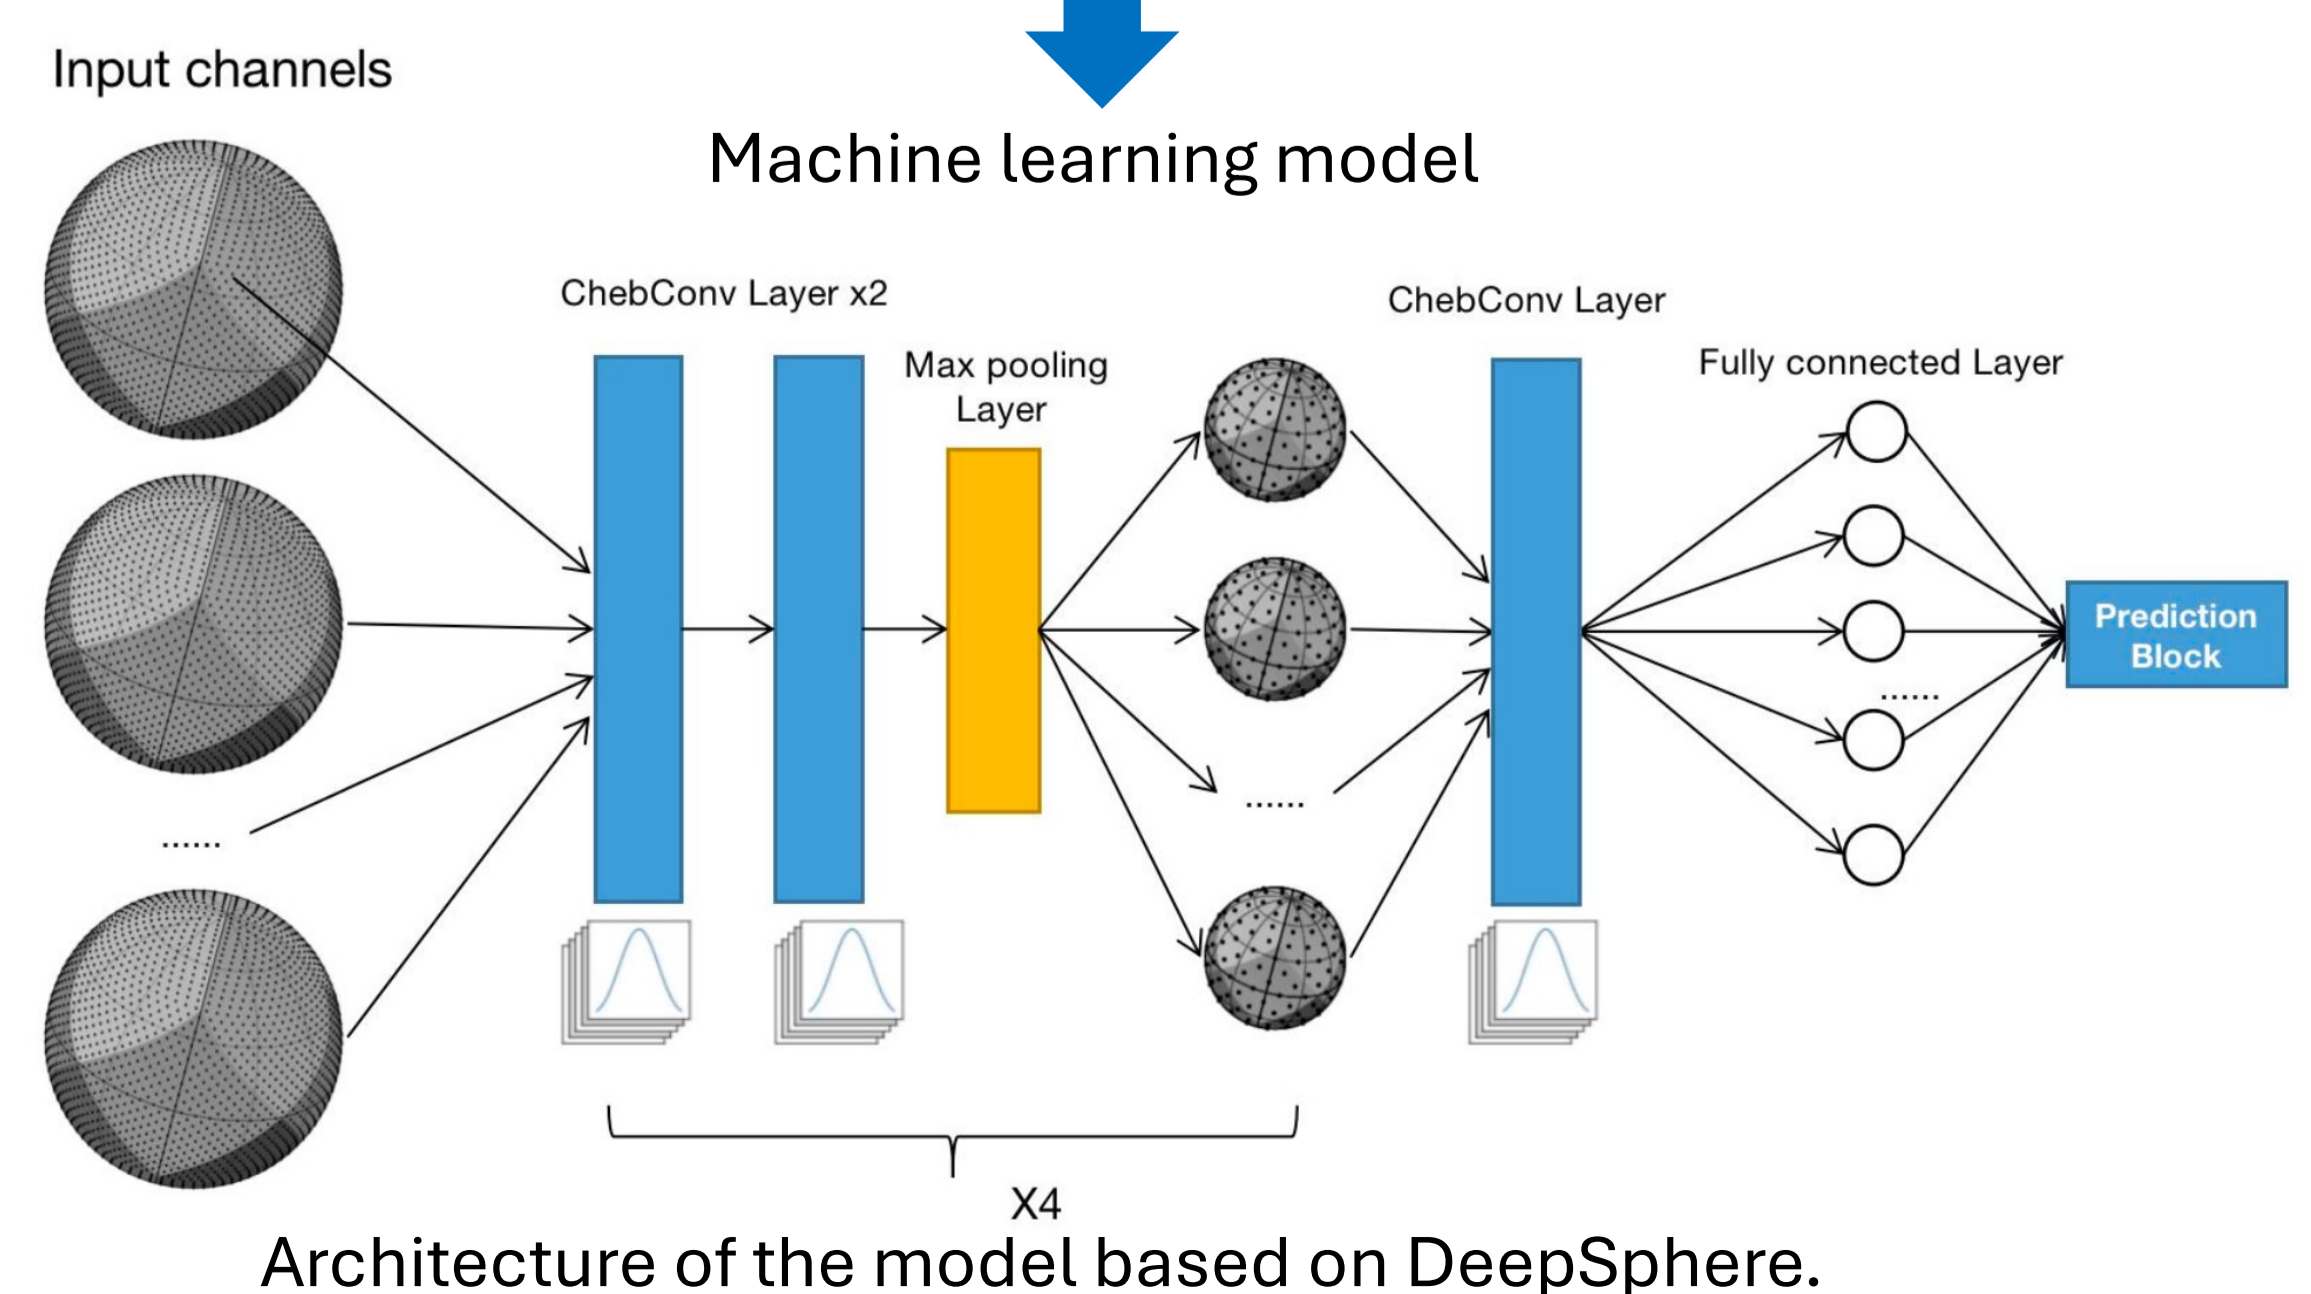 Input channels
Machine learning model
ChebConv Layer x2
ChebConv Layer
Max pooling
Layer
Fully connected Layer
Prediction
Block
......
......
......
X4
Architecture of the model based on DeepSphere.